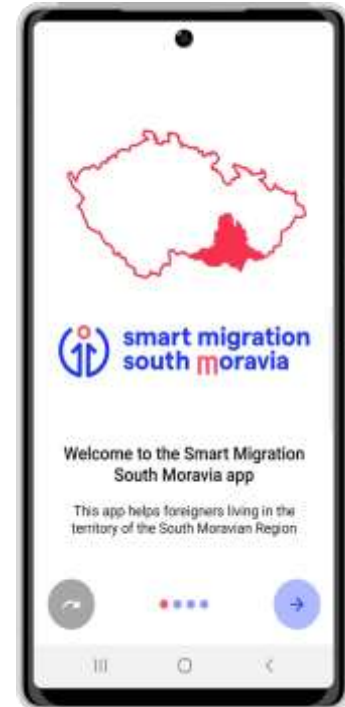 smart migration
south moravia
Welcome to the Smart Migration
South Moravia app
This app helps foreigners living in the
territory of the South Moravian Region